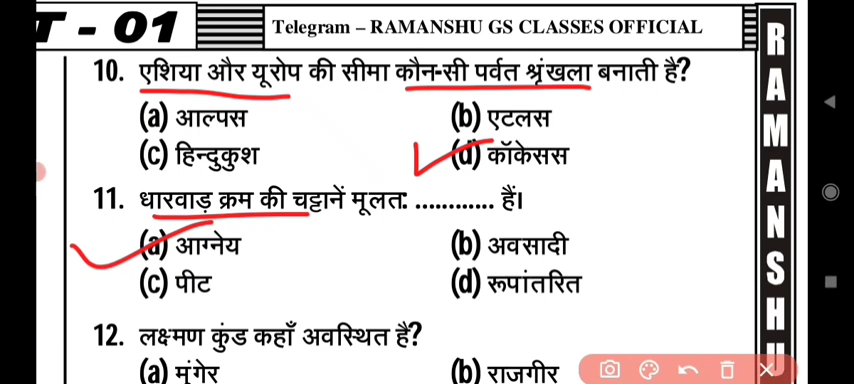 T - 01
Telegram – RAMANSHU GS CLASSES OFFICIAL
10. एशिया और यूरोप की सीमा कौन-सी पर्वत श्रृंखला बनाती है?
(a) आल्पस (b) एटलस
(c) हिन्दुकुश (d) कॉकेसस
11. धारवाड़ क्रम की चट्टानें मूलत: ............ हैं।
(a) आग्नेय (b) अवसादी
(c) पीट (d) रूपांतरित
12. लक्ष्मण कुंड कहाँ अवस्थित है?
(a) मुंगेर (b) राजगीर
RAMANSHU